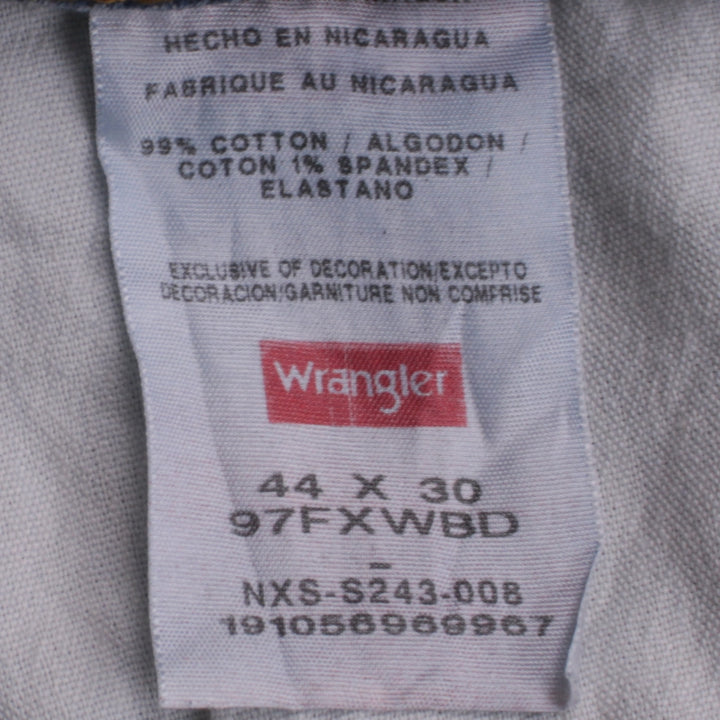 HECHO EN NICARAGUA
FABRIQUE AU NICARAGUA
99% COTTON / ALGODON /
COTON 1% SPANDEX /
ELASTANO
EXCLUSIVE OF DECORATION/EXCEPTO
DECORACION/GARNITURE NON COMPRISE
Wrangler
44 X 30
97FXWBD
–
NXS-S243-008
191056969967